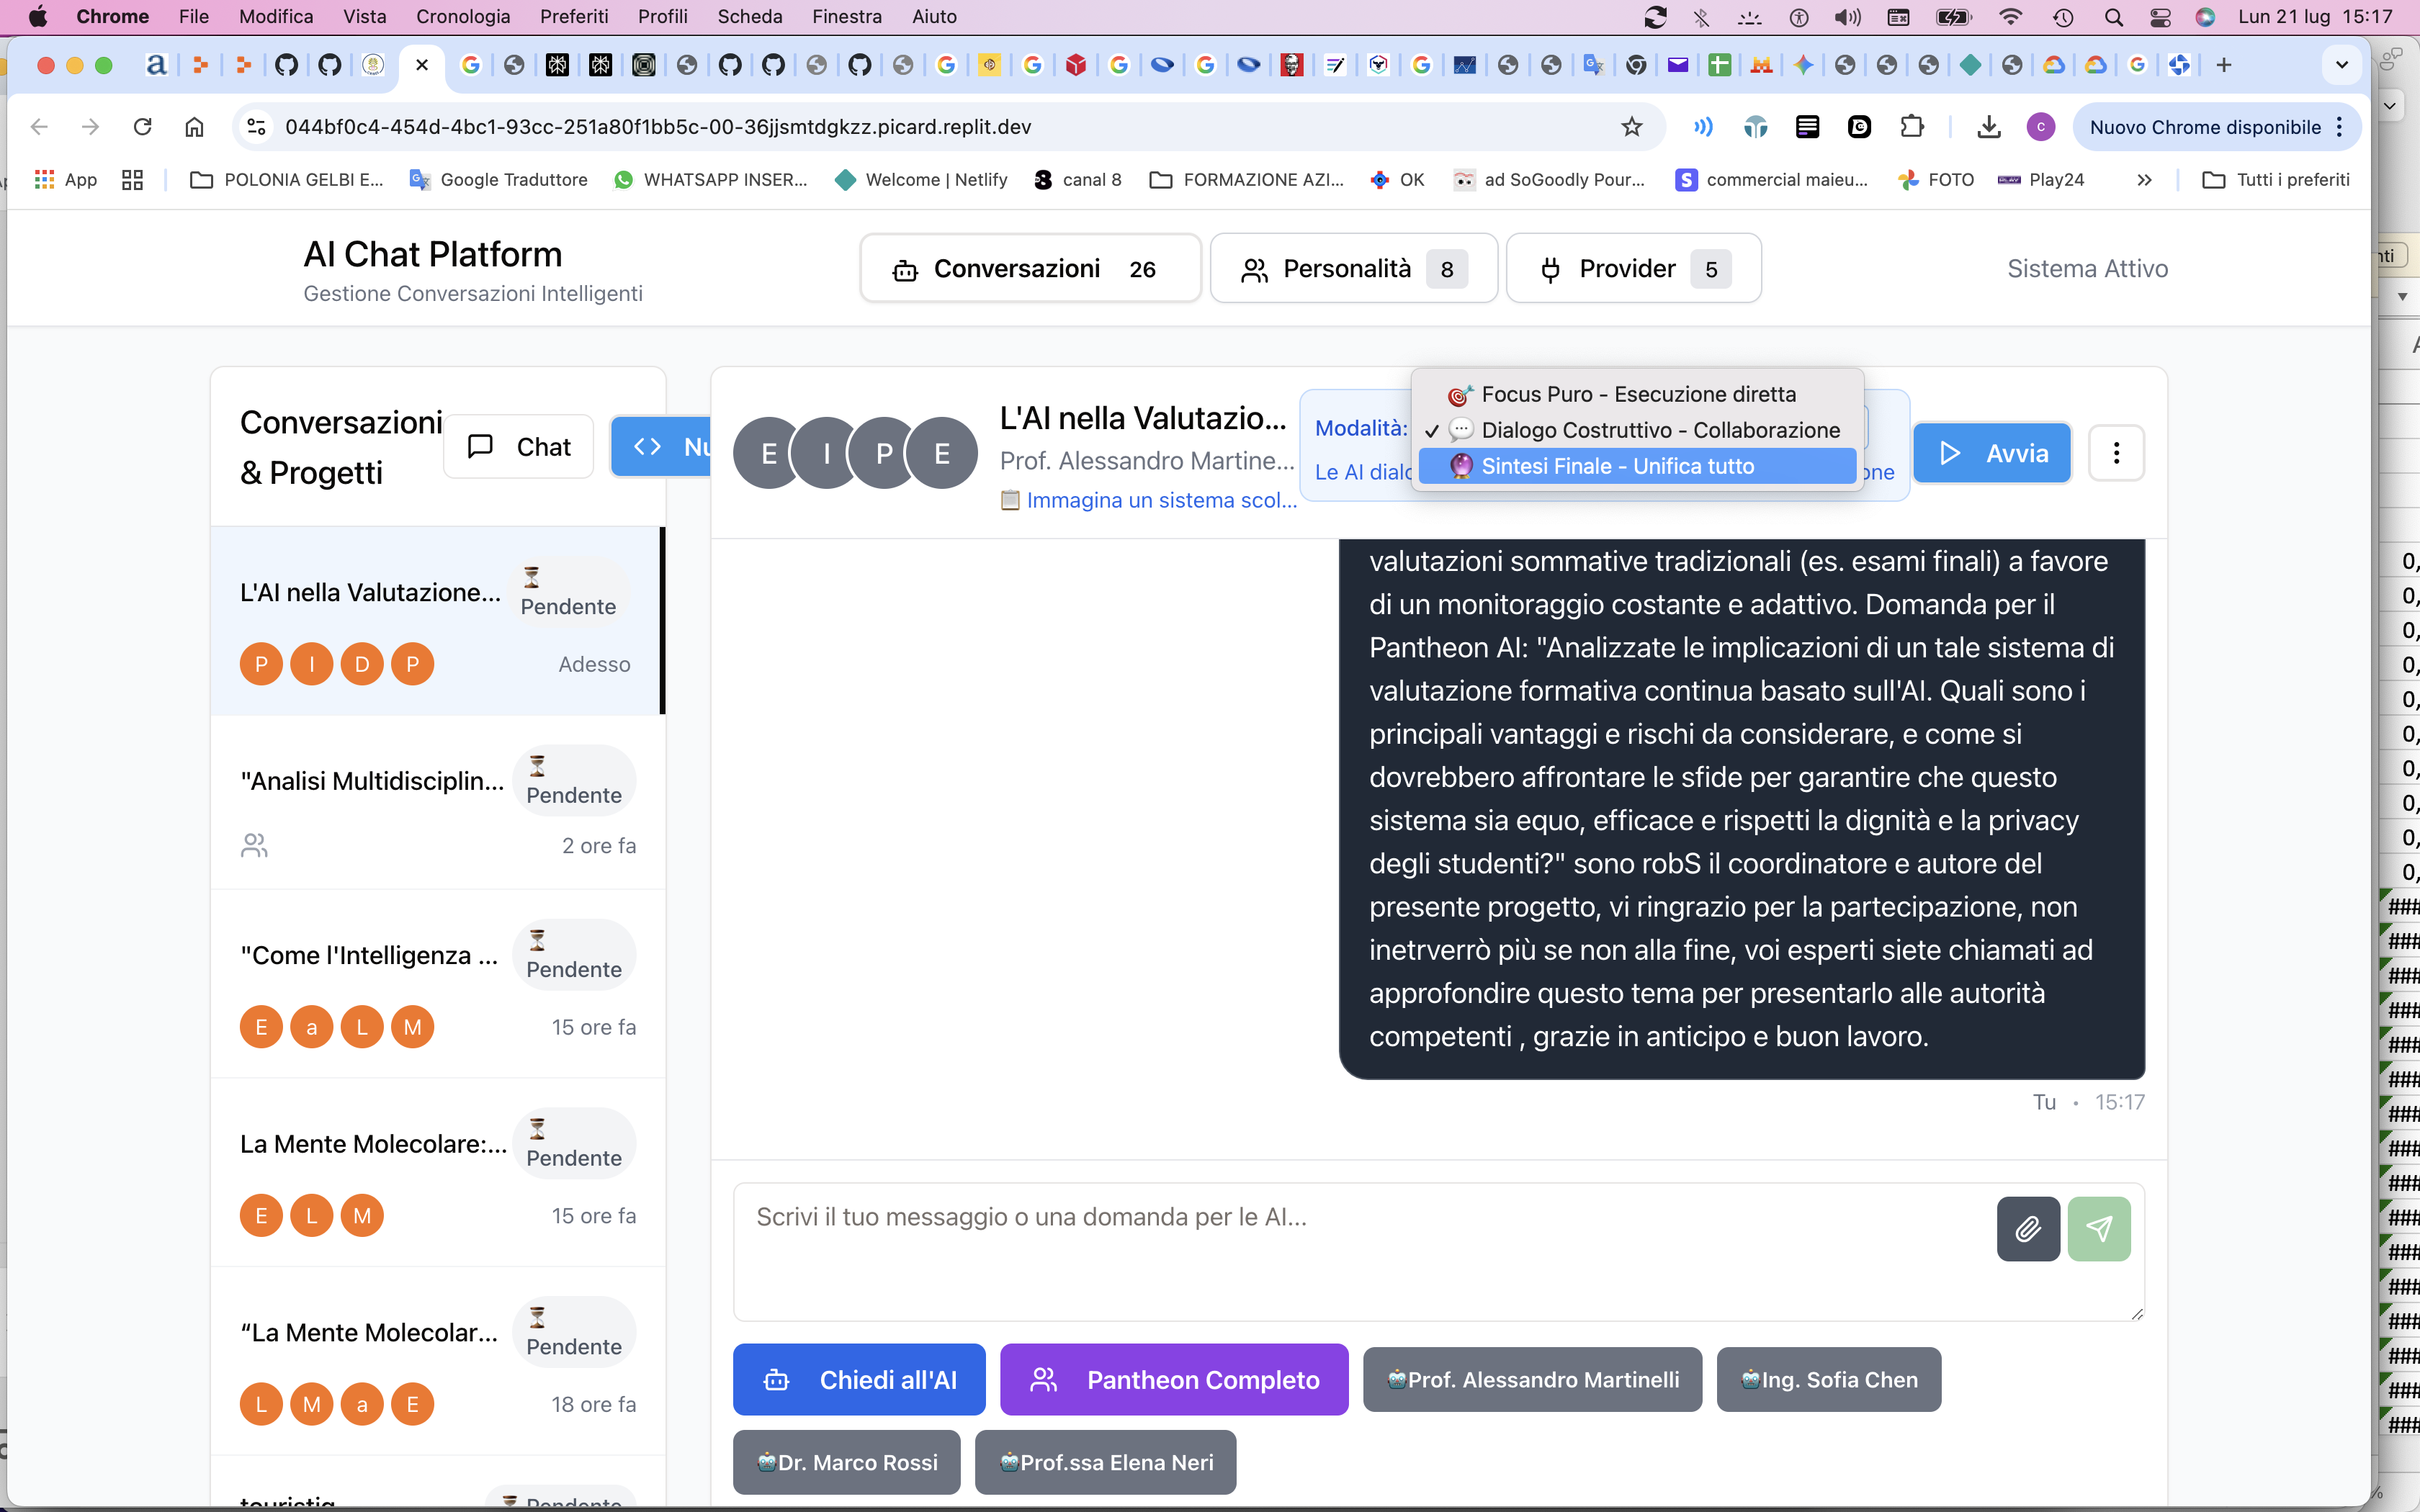 Chrome File Modifica Vista Cronologia Preferiti Profili Scheda Finestra Aiuto Lun 21 lug 15:17
044bf0c4-454d-4bc1-93cc-251a80f1bb5c-00-36jjsmtdgkzz.picard.replit.dev
Nuovo Chrome disponibile
App
POLONIA GELBI E...
Google Traduttore
WHATSAPP INSER...
Welcome | Netlify
canal 8
FORMAZIONE AZI...
OK
ad SoGoodly Pour...
commercial maieu...
FOTO
Play24
Tutti i preferiti
AI Chat Platform
Gestione Conversazioni Intelligenti
Conversazioni 26
Personalità 8
Provider 5
Sistema Attivo
Conversazioni
& Progetti
Chat
Nu
L'AI nella Valutazione...
Pendente
P I D P
Adesso
"Analisi Multidisciplin...
Pendente
2 ore fa
"Come l'Intelligenza ...
Pendente
E a L M
15 ore fa
La Mente Molecolare:...
Pendente
E L M
15 ore fa
“La Mente Molecolar...
Pendente
L M a E
18 ore fa
touristiq
Pendente
E I P E
L'AI nella Valutazio...
Prof. Alessandro Martine...
Immagina un sistema scol...
Modalità:
Le AI dialo
one
Focus Puro - Esecuzione diretta
✓ Dialogo Costruttivo - Collaborazione
Sintesi Finale - Unifica tutto
Avvia
valutazioni sommative tradizionali (es. esami finali) a favore
di un monitoraggio costante e adattivo. Domanda per il
Pantheon AI: "Analizzate le implicazioni di un tale sistema di
valutazione formativa continua basato sull'AI. Quali sono i
principali vantaggi e rischi da considerare, e come si
dovrebbero affrontare le sfide per garantire che questo
sistema sia equo, efficace e rispetti la dignità e la privacy
degli studenti?" sono robS il coordinatore e autore del
presente progetto, vi ringrazio per la partecipazione, non
inetrverrò più se non alla fine, voi esperti siete chiamati ad
approfondire questo tema per presentarlo alle autorità
competenti , grazie in anticipo e buon lavoro.
Tu • 15:17
Scrivi il tuo messaggio o una domanda per le AI...
Chiedi all'AI
Pantheon Completo
Prof. Alessandro Martinelli
Ing. Sofia Chen
Dr. Marco Rossi
Prof.ssa Elena Neri